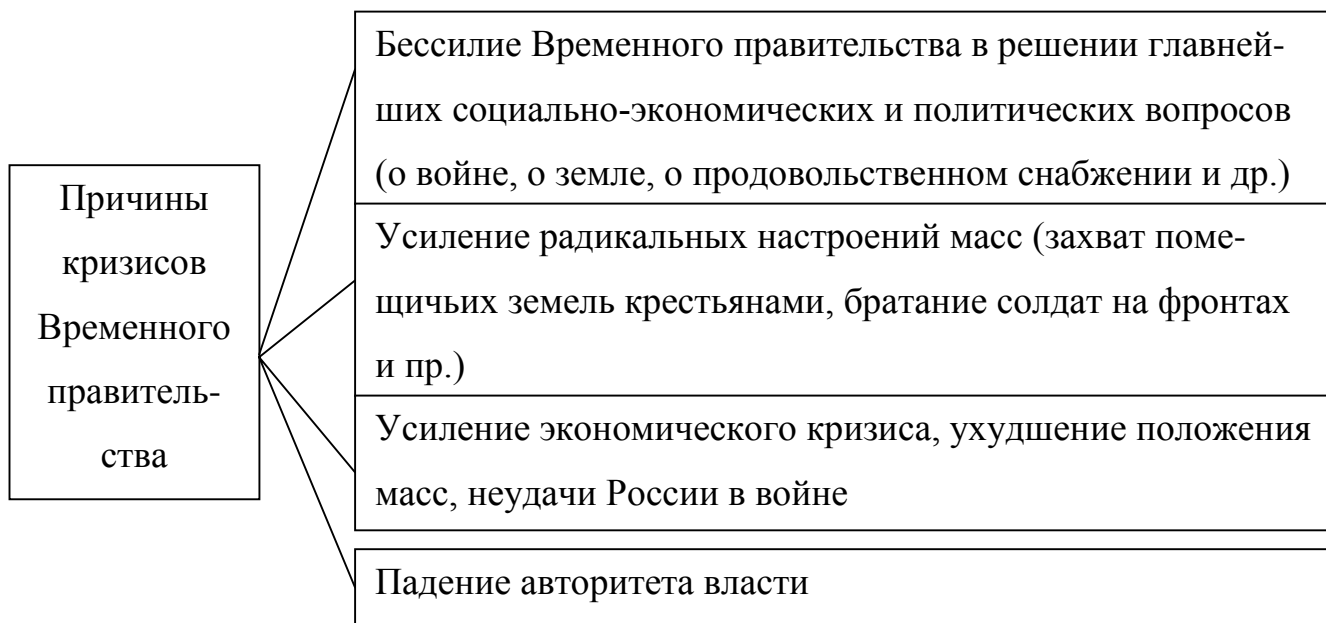 Причины
кризисов
Временного
правитель-
ства
Бессилие Временного правительства в решении главней-
ших социально-экономических и политических вопросов
(о войне, о земле, о продовольственном снабжении и др.)
Усиление радикальных настроений масс (захват поме-
щичьих земель крестьянами, братание солдат на фронтах
и пр.)
Усиление экономического кризиса, ухудшение положения
масс, неудачи России в войне
Падение авторитета власти